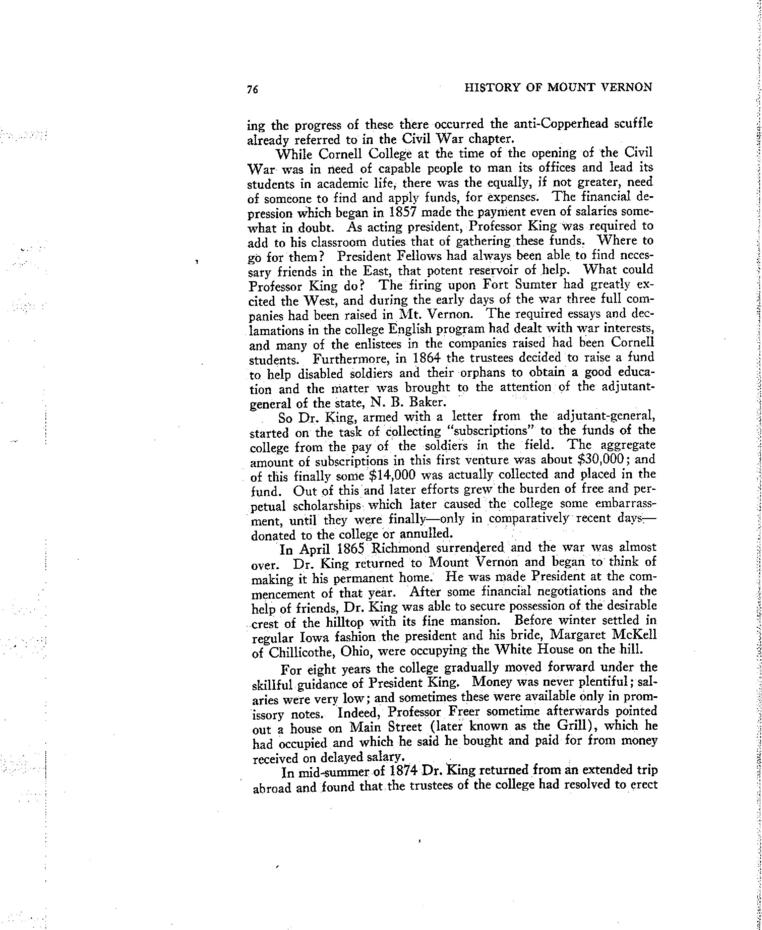 76 HISTORY OF MOUNT VERNON
ing the progress of these there occurred the anti-Copperhead scuffle
already referred to in the Civil War chapter.
While Cornell College at the time of the opening of the Civil
War was in need of capable people to man its offices and lead its
students in academic life, there was the equally, if not greater, need
of someone to find and apply funds, for expenses. The financial de-
pression which began in 1857 made the payment even of salaries some-
what in doubt. As acting president, Professor King was required to
add to his classroom duties that of gathering these funds. Where to
go for them? President Fellows had always been able to find neces-
sary friends in the East, that potent reservoir of help. What could
Professor King do? The firing upon Fort Sumter had greatly ex-
cited the West, and during the early days of the war three full com-
panies had been raised in Mt. Vernon. The required essays and dec-
lamations in the college English program had dealt with war interests,
and many of the enlistees in the companies raised had been Cornell
students. Furthermore, in 1864 the trustees decided to raise a fund
to help disabled soldiers and their orphans to obtain a good educa-
tion and the matter was brought to the attention of the adjutant-
general of the state, N. B. Baker.
So Dr. King, armed with a letter from the adjutant-general,
started on the task of collecting "subscriptions" to the funds of the
college from the pay of the soldiers in the field. The aggregate
amount of subscriptions in this first venture was about $30,000; and
of this finally some $14,000 was actually collected and placed in the
fund. Out of this and later efforts grew the burden of free and per-
petual scholarships which later caused the college some embarrass-
ment, until they were finally—only in comparatively recent days—
donated to the college or annulled.
In April 1865 Richmond surrendered and the war was almost
over. Dr. King returned to Mount Vernon and began to think of
making it his permanent home. He was made President at the com-
mencement of that year. After some financial negotiations and the
help of friends, Dr. King was able to secure possession of the desirable
crest of the hilltop with its fine mansion. Before winter settled in
regular Iowa fashion the president and his bride, Margaret McKell
of Chillicothe, Ohio, were occupying the White House on the hill.
For eight years the college gradually moved forward under the
skillful guidance of President King. Money was never plentiful; sal-
aries were very low; and sometimes these were available only in prom-
issory notes. Indeed, Professor Freer sometime afterwards pointed
out a house on Main Street (later known as the Grill), which he
had occupied and which he said he bought and paid for from money
received on delayed salary.
In mid-summer of 1874 Dr. King returned from an extended trip
abroad and found that the trustees of the college had resolved to erect